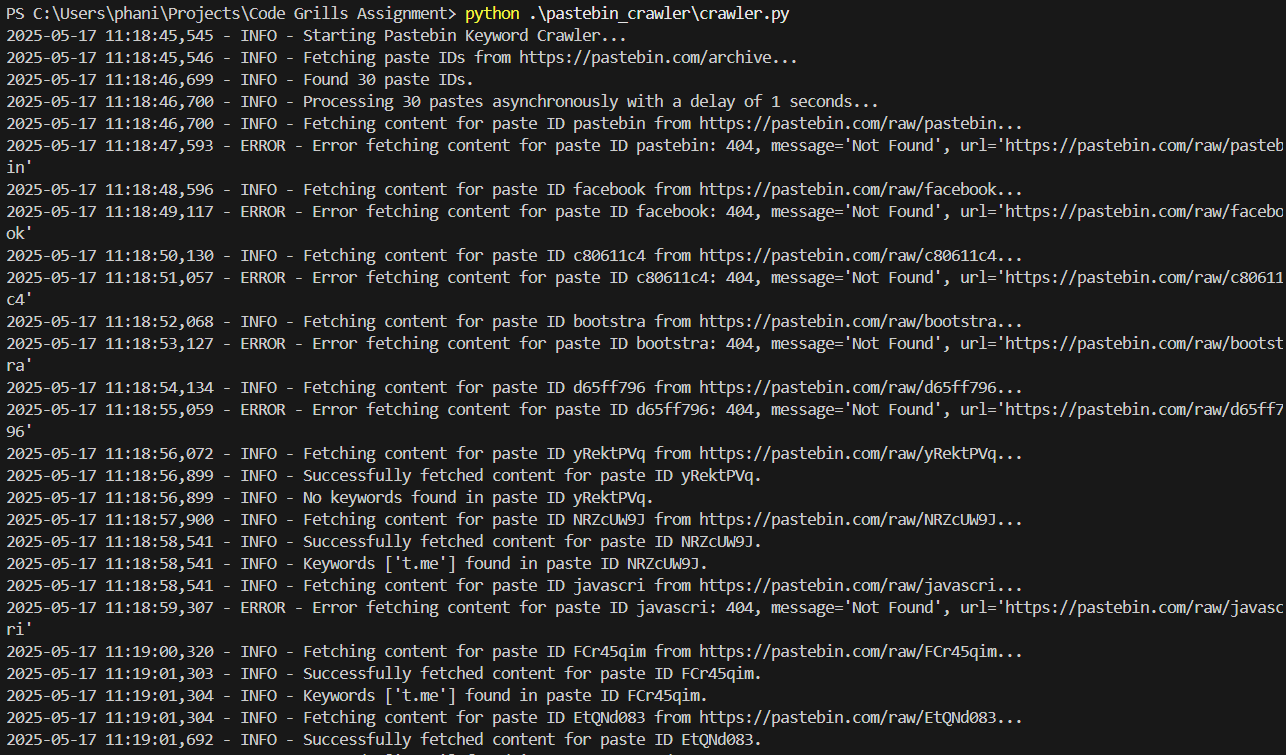 PS C:\Users\phani\Projects\Code Grills Assignment> python .\pastebin_crawler\crawler.py
2025-05-17 11:18:45,545 - INFO - Starting Pastebin Keyword Crawler...
2025-05-17 11:18:45,546 - INFO - Fetching paste IDs from https://pastebin.com/archive...
2025-05-17 11:18:46,699 - INFO - Found 30 paste IDs.
2025-05-17 11:18:46,700 - INFO - Processing 30 pastes asynchronously with a delay of 1 seconds...
2025-05-17 11:18:46,700 - INFO - Fetching content for paste ID pastebin from https://pastebin.com/raw/pastebin...
2025-05-17 11:18:47,593 - ERROR - Error fetching content for paste ID pastebin: 404, message='Not Found', url='https://pastebin.com/raw/pasteb
in'
2025-05-17 11:18:48,596 - INFO - Fetching content for paste ID facebook from https://pastebin.com/raw/facebook...
2025-05-17 11:18:49,117 - ERROR - Error fetching content for paste ID facebook: 404, message='Not Found', url='https://pastebin.com/raw/facebo
ok'
2025-05-17 11:18:50,130 - INFO - Fetching content for paste ID c80611c4 from https://pastebin.com/raw/c80611c4...
2025-05-17 11:18:51,057 - ERROR - Error fetching content for paste ID c80611c4: 404, message='Not Found', url='https://pastebin.com/raw/c80611
c4'
2025-05-17 11:18:52,068 - INFO - Fetching content for paste ID bootstra from https://pastebin.com/raw/bootstra...
2025-05-17 11:18:53,127 - ERROR - Error fetching content for paste ID bootstra: 404, message='Not Found', url='https://pastebin.com/raw/bootst
ra'
2025-05-17 11:18:54,134 - INFO - Fetching content for paste ID d65ff796 from https://pastebin.com/raw/d65ff796...
2025-05-17 11:18:55,059 - ERROR - Error fetching content for paste ID d65ff796: 404, message='Not Found', url='https://pastebin.com/raw/d65ff7
96'
2025-05-17 11:18:56,072 - INFO - Fetching content for paste ID yRektPVq from https://pastebin.com/raw/yRektPVq...
2025-05-17 11:18:56,899 - INFO - Successfully fetched content for paste ID yRektPVq.
2025-05-17 11:18:56,899 - INFO - No keywords found in paste ID yRektPVq.
2025-05-17 11:18:57,900 - INFO - Fetching content for paste ID NRZcUW9J from https://pastebin.com/raw/NRZcUW9J...
2025-05-17 11:18:58,541 - INFO - Successfully fetched content for paste ID NRZcUW9J.
2025-05-17 11:18:58,541 - INFO - Keywords ['t.me'] found in paste ID NRZcUW9J.
2025-05-17 11:18:58,541 - INFO - Fetching content for paste ID javascri from https://pastebin.com/raw/javascri...
2025-05-17 11:18:59,307 - ERROR - Error fetching content for paste ID javascri: 404, message='Not Found', url='https://pastebin.com/raw/javasc
ri'
2025-05-17 11:19:00,320 - INFO - Fetching content for paste ID FCr45qim from https://pastebin.com/raw/FCr45qim...
2025-05-17 11:19:01,303 - INFO - Successfully fetched content for paste ID FCr45qim.
2025-05-17 11:19:01,304 - INFO - Keywords ['t.me'] found in paste ID FCr45qim.
2025-05-17 11:19:01,304 - INFO - Fetching content for paste ID EtQNd083 from https://pastebin.com/raw/EtQNd083...
2025-05-17 11:19:01,692 - INFO - Successfully fetched content for paste ID EtQNd083.